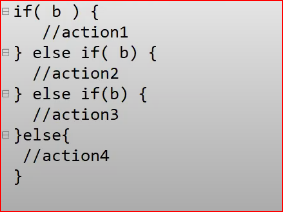 if( b ) {
   //action1
} else if( b) {
  //action2
} else if(b) {
  //action3
}else{
 //action4
}